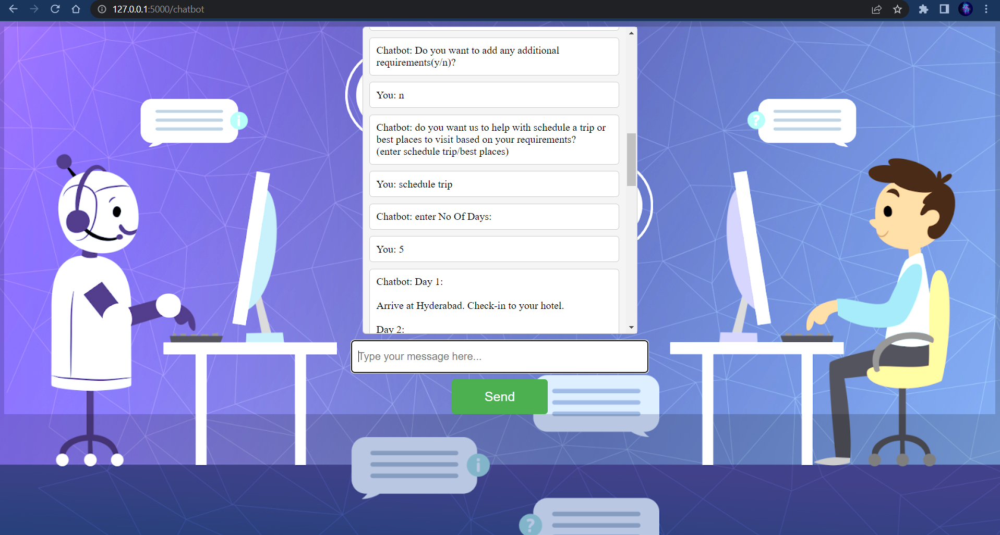 127.0.0.1:5000/chatbot
Chatbot: Do you want to add any additional
requirements(y/n)?
You: n
Chatbot: do you want us to help with schedule a trip or
best places to visit based on your requirements?
(enter schedule trip/best places)
You: schedule trip
Chatbot: enter No Of Days:
You: 5
Chatbot: Day 1:
Arrive at Hyderabad. Check-in to your hotel.
Day 2:
Type your message here...
Send
i
?
i
?